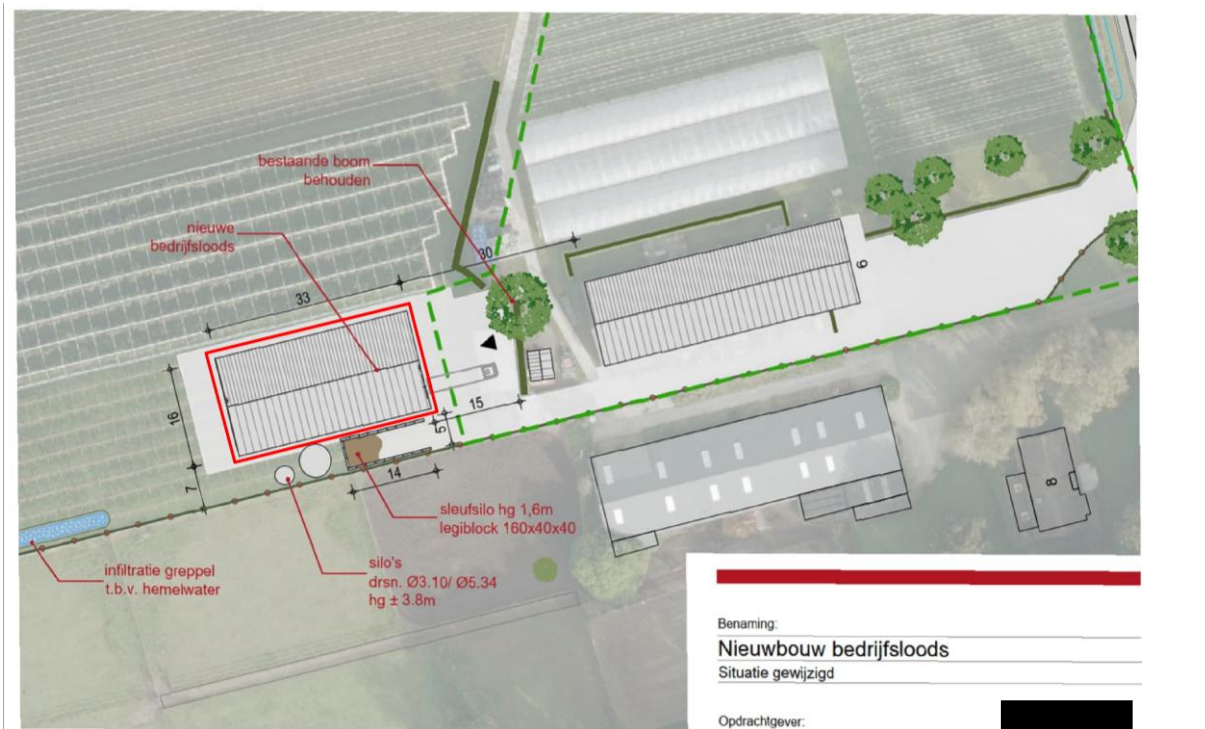 bestaande boom
behouden
nieuwe
bedrijfsloods
30
33
6
16
15
5
14
7
8
sleufsilo hg 1,6m
legiblock 160x40x40
silo's
drsn. Ø3.10/ Ø5.34
hg ± 3.8m
infiltratie greppel
t.b.v. hemelwater
Benaming:
Nieuwbouw bedrijfsloods
Situatie gewijzigd
Opdrachtgever: